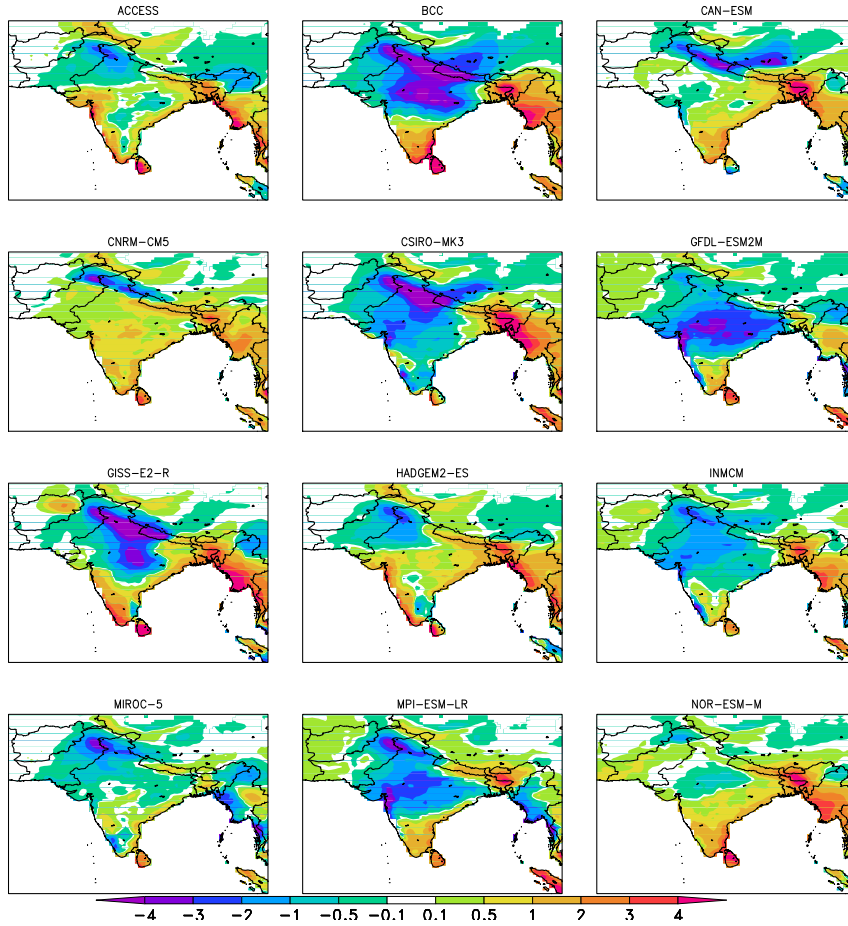 ACCESS BCC CAN-ESM
CNRM-CM5 CSIRO-MK3 GFDL-ESM2M
GISS-E2-R HADGEM2-ES INMCM
MIROC-5 MPI-ESM-LR NOR-ESM-M
-4 -3 -2 -1 -0.5 -0.1 0.1 0.5 1 2 3 4